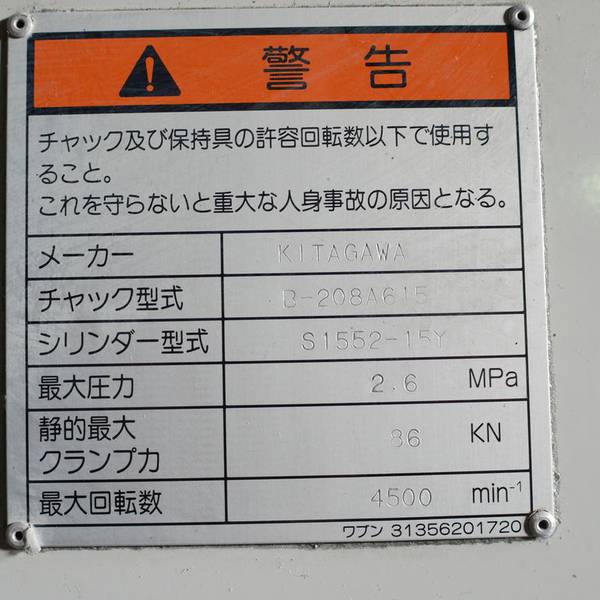 警告
チャック及び保持具の許容回転数以下で使用す
ること。
これを守らないと重大な人身事故の原因となる。
メーカー KITAGAWA
チャック型式 B-208A615
シリンダー型式 S1552-15Y
最大圧力 2.6 MPa
静的最大
クランプ力 86 KN
最大回転数 4500 min⁻¹
ワブン 31356201720